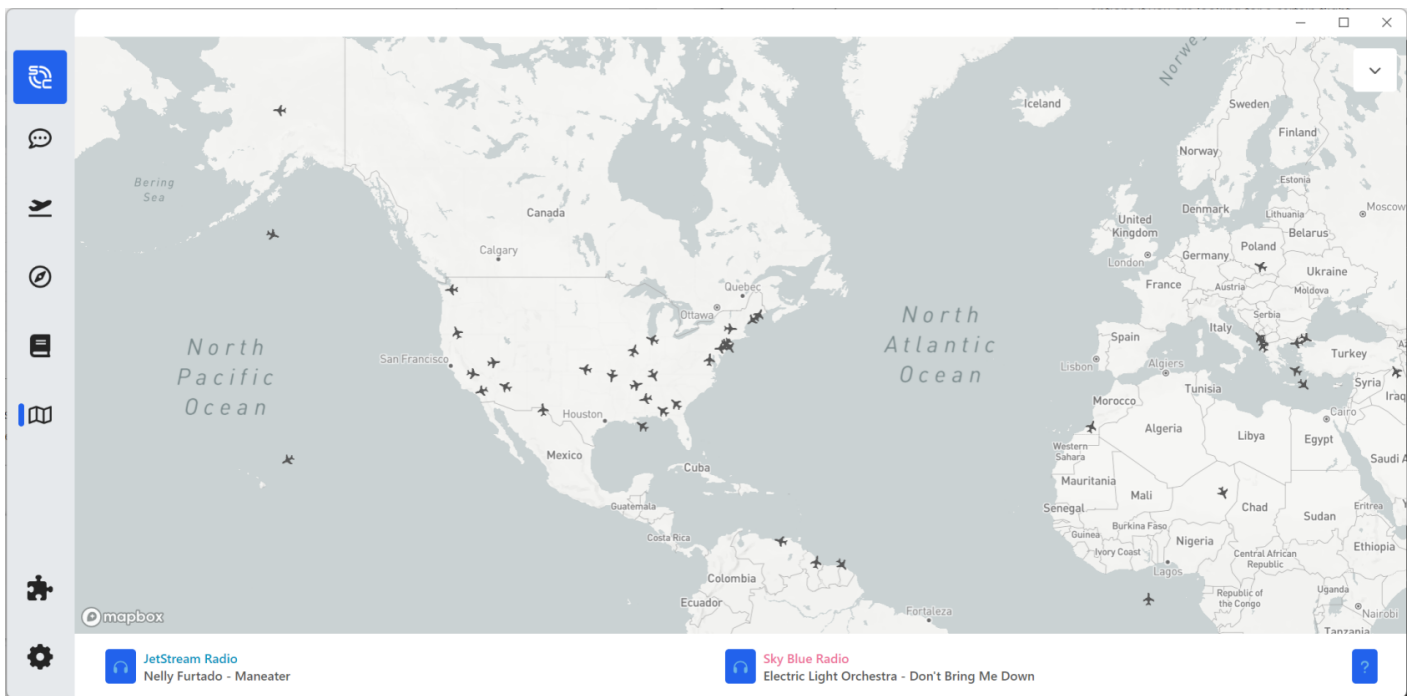 Norweg
Iceland
Sweden
Finland
Norway
Estonia
Bering
Sea
Canada
Denmark
Lithuania
Moscow
United
Kingdom
Belarus
Calgary
London
Germany
Poland
Ukraine
Quebec
France
Austria
Moldova
Ottawa
Serbia
North
Pacific
Ocean
North
Atlantic
Ocean
Italy
Spain
San Francisco
Lisbon
Algiers
Turkey
Tunisia
Syria
Morocco
Iraq
Houston
Cairo
Algeria
Libya
Egypt
Western
Sahara
Mexico
Saudi A
Cuba
Mauritania
Mali
Chad
Senegal
Guatemala
Sudan
Eritrea
Y
Burkina Faso
Guinea
Costa Rica
Nigeria
Ivory Coast
Central African
Republic
Ethiopia
Lagos
Colombia
Uganda
Republic of
the Congo
Ecuador
Fortaleza
Nairobi
Tanzania
mapbox
JetStream Radio
Nelly Furtado - Maneater
Sky Blue Radio
Electric Light Orchestra - Don't Bring Me Down
?